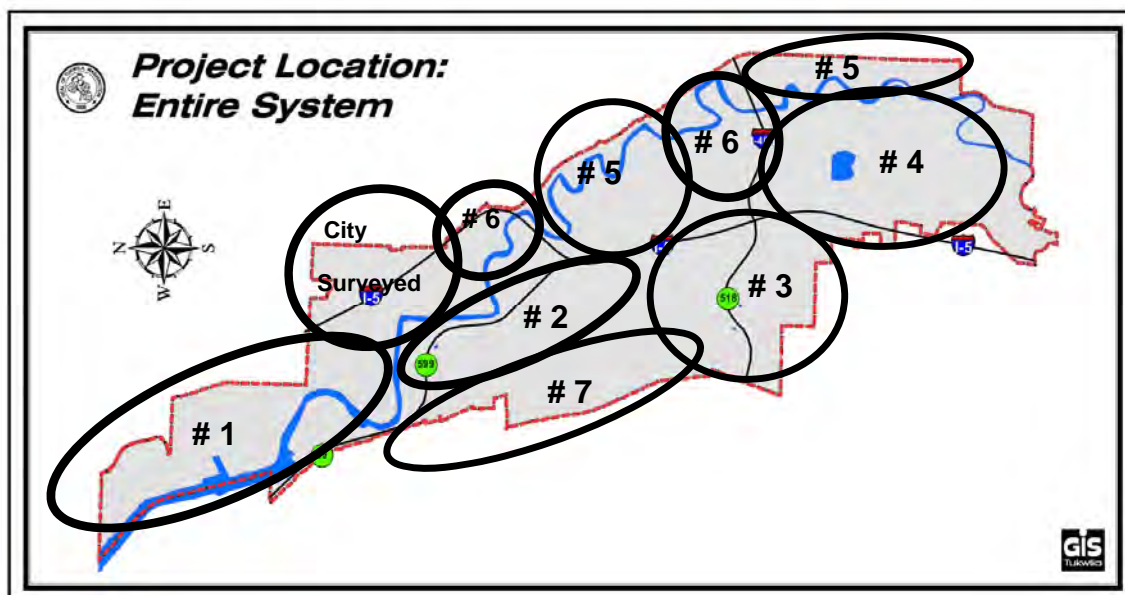 Project Location:
Entire System
# 5
# 6
# 4
# 5
# 6
City
Surveyed
I-5
I-5
# 3
518
# 2
599
# 7
# 1
N
E
S
W
GIS
Tukwila